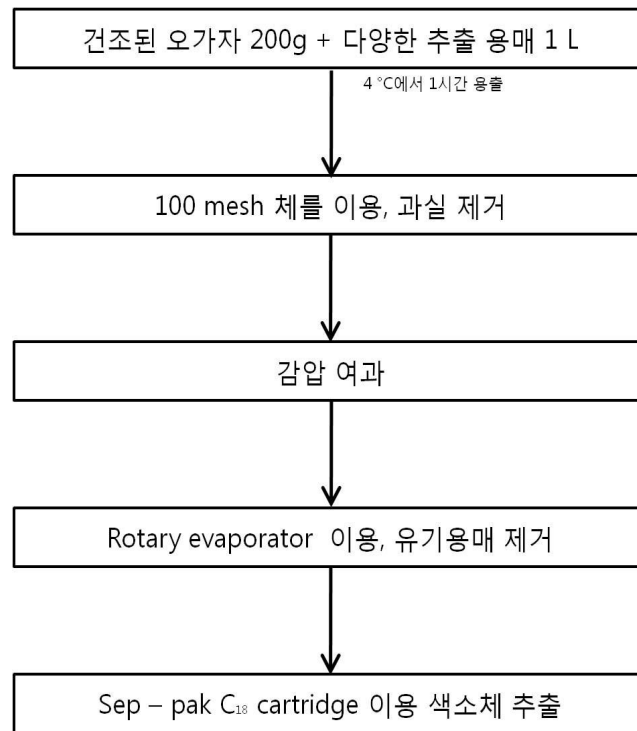 건조된 오가자 200g + 다양한 추출 용매 1 L
4 °C에서 1시간 용출
100 mesh 체를 이용, 과실 제거
감압 여과
Rotary evaporator 이용, 유기용매 제거
Sep – pak C₁₈ cartridge 이용 색소체 추출